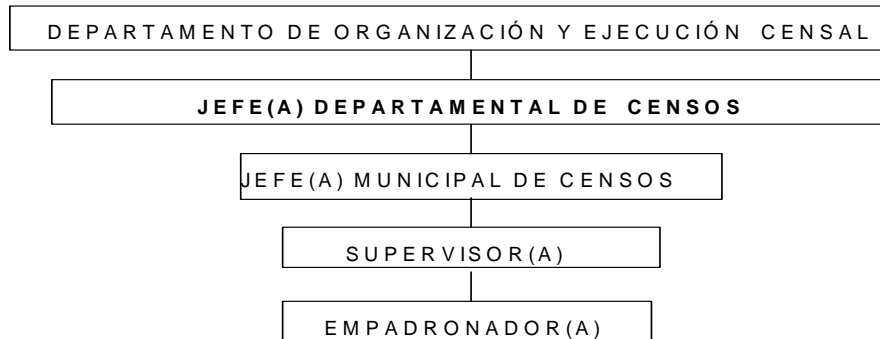 DEPARTAMENTO DE ORGANIZACIÓN Y EJECUCIÓN CENSAL
JEFE(A) DEPARTAMENTAL DE CENSOS
JEFE(A) MUNICIPAL DE CENSOS
SUPERVISOR(A)
EMPADRONADOR(A)